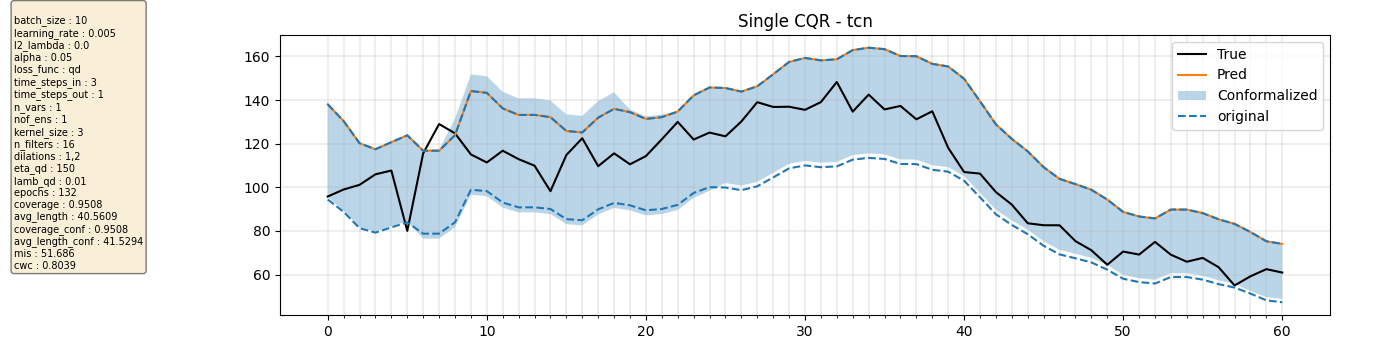 batch_size : 10
learning_rate : 0.005
l2_lambda : 0.0
alpha : 0.05
loss_func : qd
time_steps_in : 3
time_steps_out : 1
n_vars : 1
nof_ens : 1
kernel_size : 3
n_filters : 16
dilations : 1,2
eta_qd : 150
lamb_qd : 0.01
epochs : 132
coverage : 0.9508
avg_length : 40.5609
coverage_conf : 0.9508
avg_length_conf : 41.5294
mis : 51.686
cwc : 0.8039
Single CQR - tcn
160
140
120
100
80
60
0 10 20 30 40 50 60
True
Pred
Conformalized
original